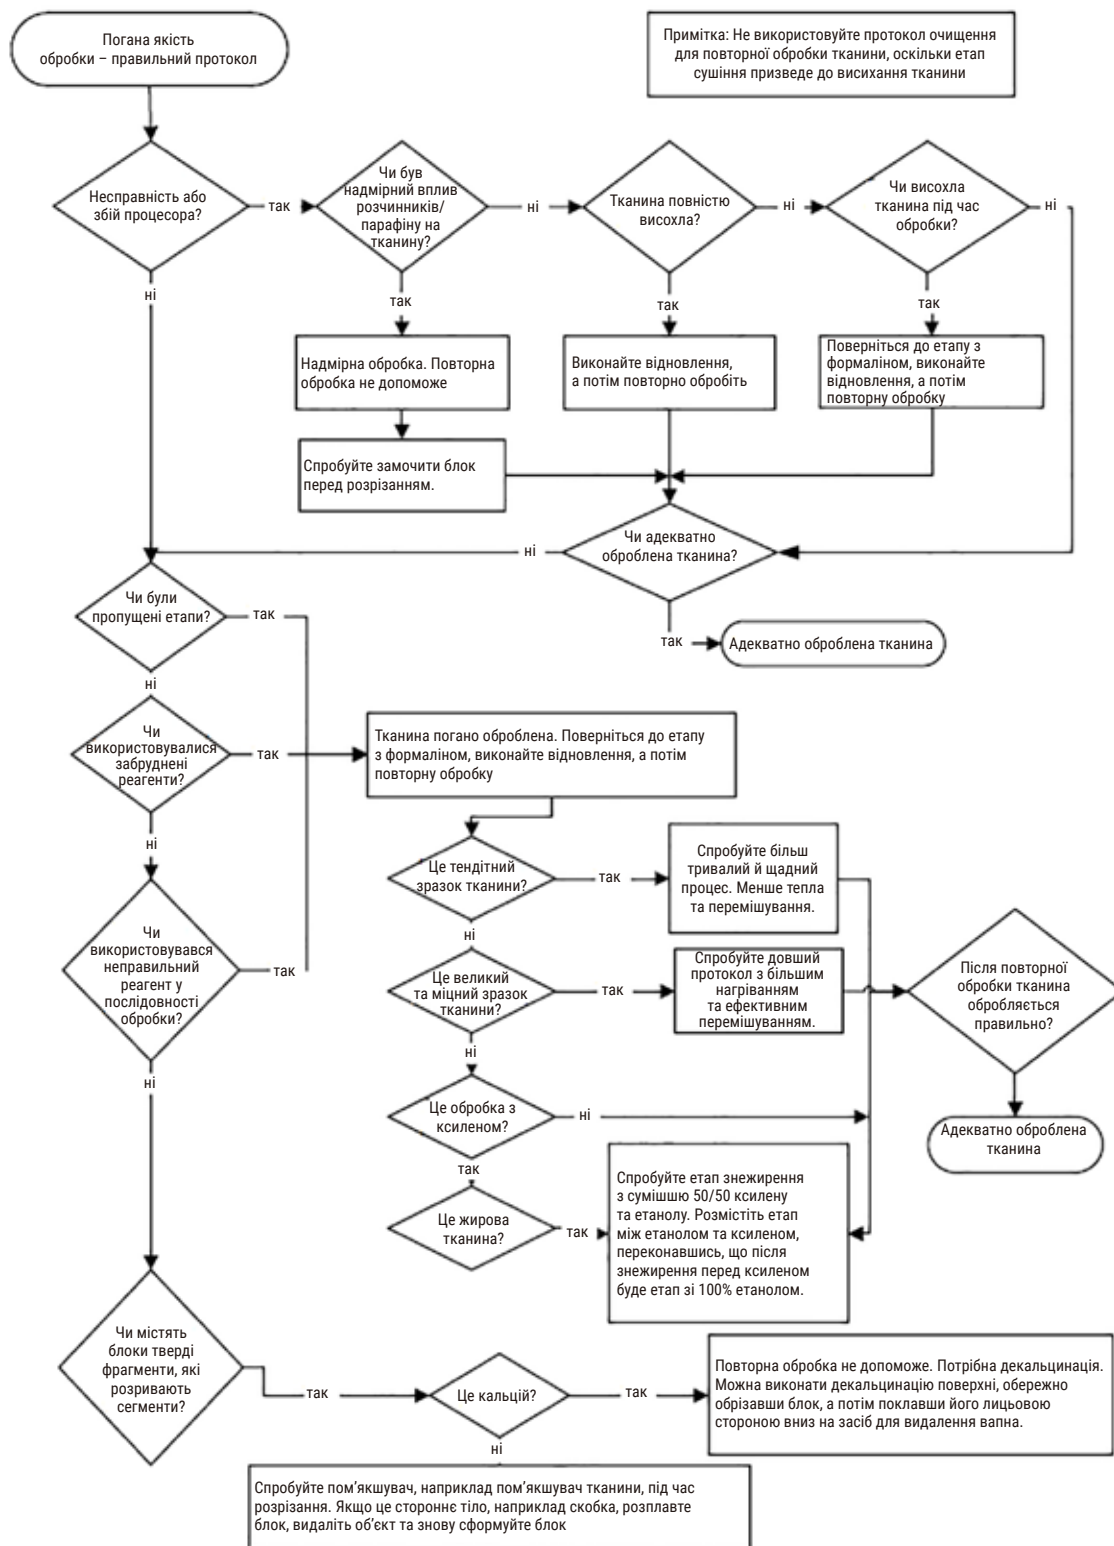 Погана якість
обробки – правильний протокол
Примітка: Не використовуйте протокол очищення
для повторної обробки тканини, оскільки етап
сушіння призведе до висихання тканини
Несправність або
збій процесора?
так
Чи був
надмірний вплив
розчинників/
парафіну на
тканину?
ні
Тканина повністю
висохла?
ні
Чи висохла
тканина під час
обробки?
ні
ні
так
так
так
Надмірна обробка. Повторна
обробка не допоможе
Виконайте відновлення,
а потім повторно обробіть
Поверніться до етапу з
формаліном, виконайте
відновлення, а потім
повторну обробку
Спробуйте замочити блок
перед розрізанням.
Чи адекватно
оброблена тканина?
ні
так
Адекватно оброблена тканина
Чи були
пропущені етапи?
так
ні
Чи
використовувалися
забруднені
реагенти?
так
Тканина погано оброблена. Поверніться до етапу
з формаліном, виконайте відновлення, а потім
повторну обробку
ні
Чи
використовувався
неправильний
реагент у
послідовності
обробки?
так
ні
Це тендітний
зразок тканини?
так
Спробуйте більш
тривалий й щадний
процес. Менше тепла
та перемішування.
ні
Це великий
та міцний зразок
тканини?
так
Спробуйте довший
протокол з більшим
нагріванням
та ефективним
перемішуванням.
Після повторної
обробки тканина
обробляється
правильно?
ні
Це обробка з
ксиленом?
ні
Адекватно оброблена
тканина
так
Це жирова
тканина?
так
Спробуйте етап знежирення
з сумішшю 50/50 ксилену
та етанолу. Розмістіть етап
між етанолом та ксиленом,
переконавшись, що після
знежирення перед ксиленом
буде етап зі 100% етанолом.
Чи містять
блоки тверді
фрагменти, які
розривають
сегменти?
так
Це кальцій?
так
Повторна обробка не допоможе. Потрібна декальцинація.
Можна виконати декальцинацію поверхні, обережно
обрізавши блок, а потім поклавши його лицьовою
стороною вниз на засіб для видалення вапна.
ні
Спробуйте пом’якшувач, наприклад пом’якшувач тканини, під час
розрізання. Якщо це стороннє тіло, наприклад скобка, розплавте
блок, видаліть об’єкт та знову сформуйте блок